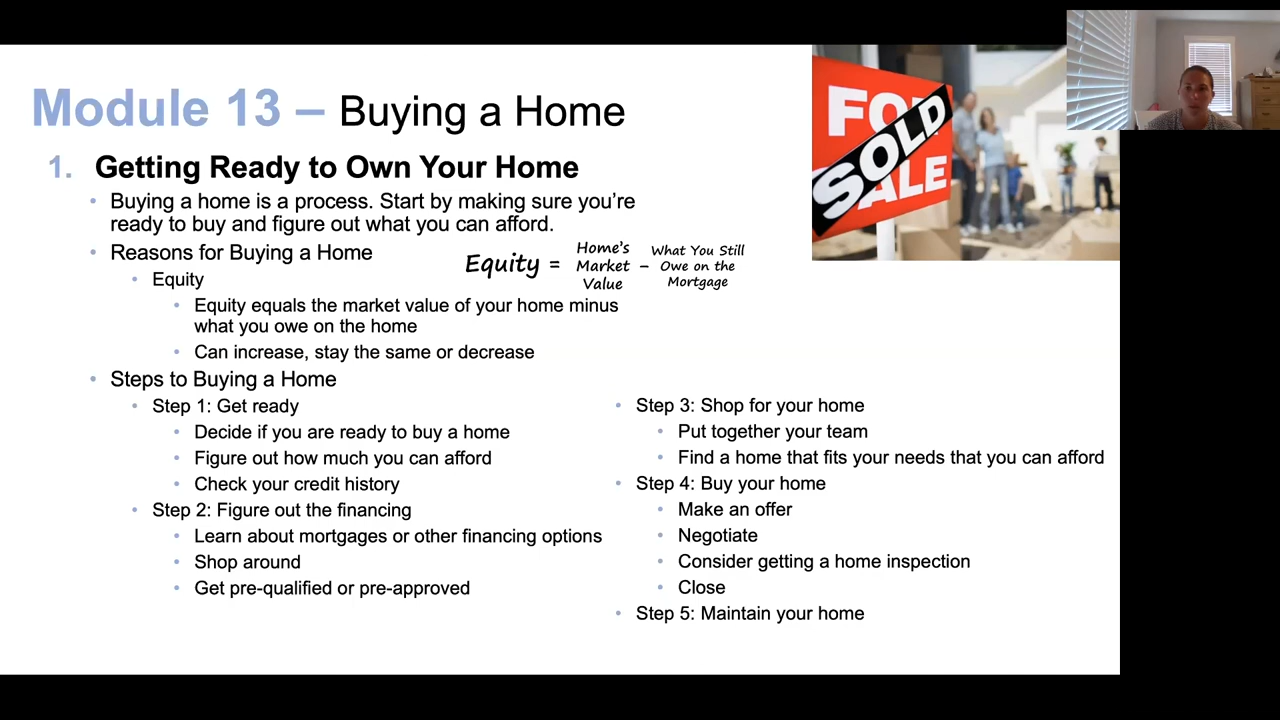 Module 13 – Buying a Home
1. Getting Ready to Own Your Home
• Buying a home is a process. Start by making sure you're
ready to buy and figure out what you can afford.
• Reasons for Buying a Home
• Equity
• Equity equals the market value of your home minus
what you owe on the home
• Can increase, stay the same or decrease
Equity = Home's Market Value – What You Still Owe on the Mortgage
• Steps to Buying a Home
• Step 1: Get ready
• Decide if you are ready to buy a home
• Figure out how much you can afford
• Check your credit history
• Step 2: Figure out the financing
• Learn about mortgages or other financing options
• Shop around
• Get pre-qualified or pre-approved
• Step 3: Shop for your home
• Put together your team
• Find a home that fits your needs that you can afford
• Step 4: Buy your home
• Make an offer
• Negotiate
• Consider getting a home inspection
• Close
• Step 5: Maintain your home
FOR
SOLD
SALE